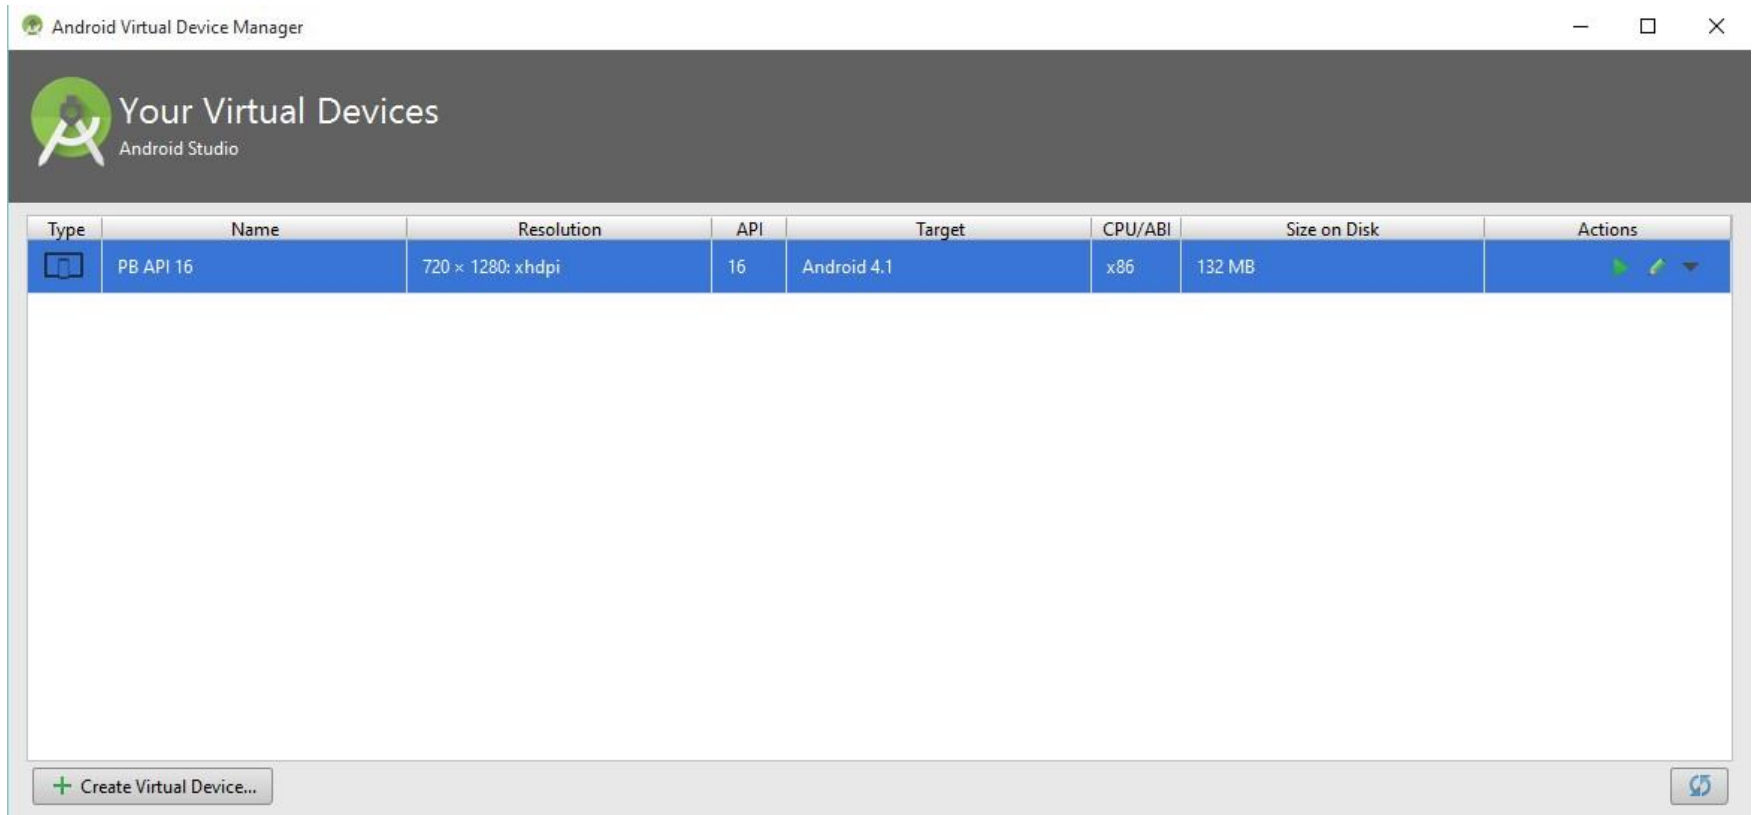 Android Virtual Device Manager
Your Virtual Devices
Android Studio
Type Name Resolution API Target CPU/ABI Size on Disk Actions
PB API 16 720 × 1280: xhdpi 16 Android 4.1 x86 132 MB
Create Virtual Device...